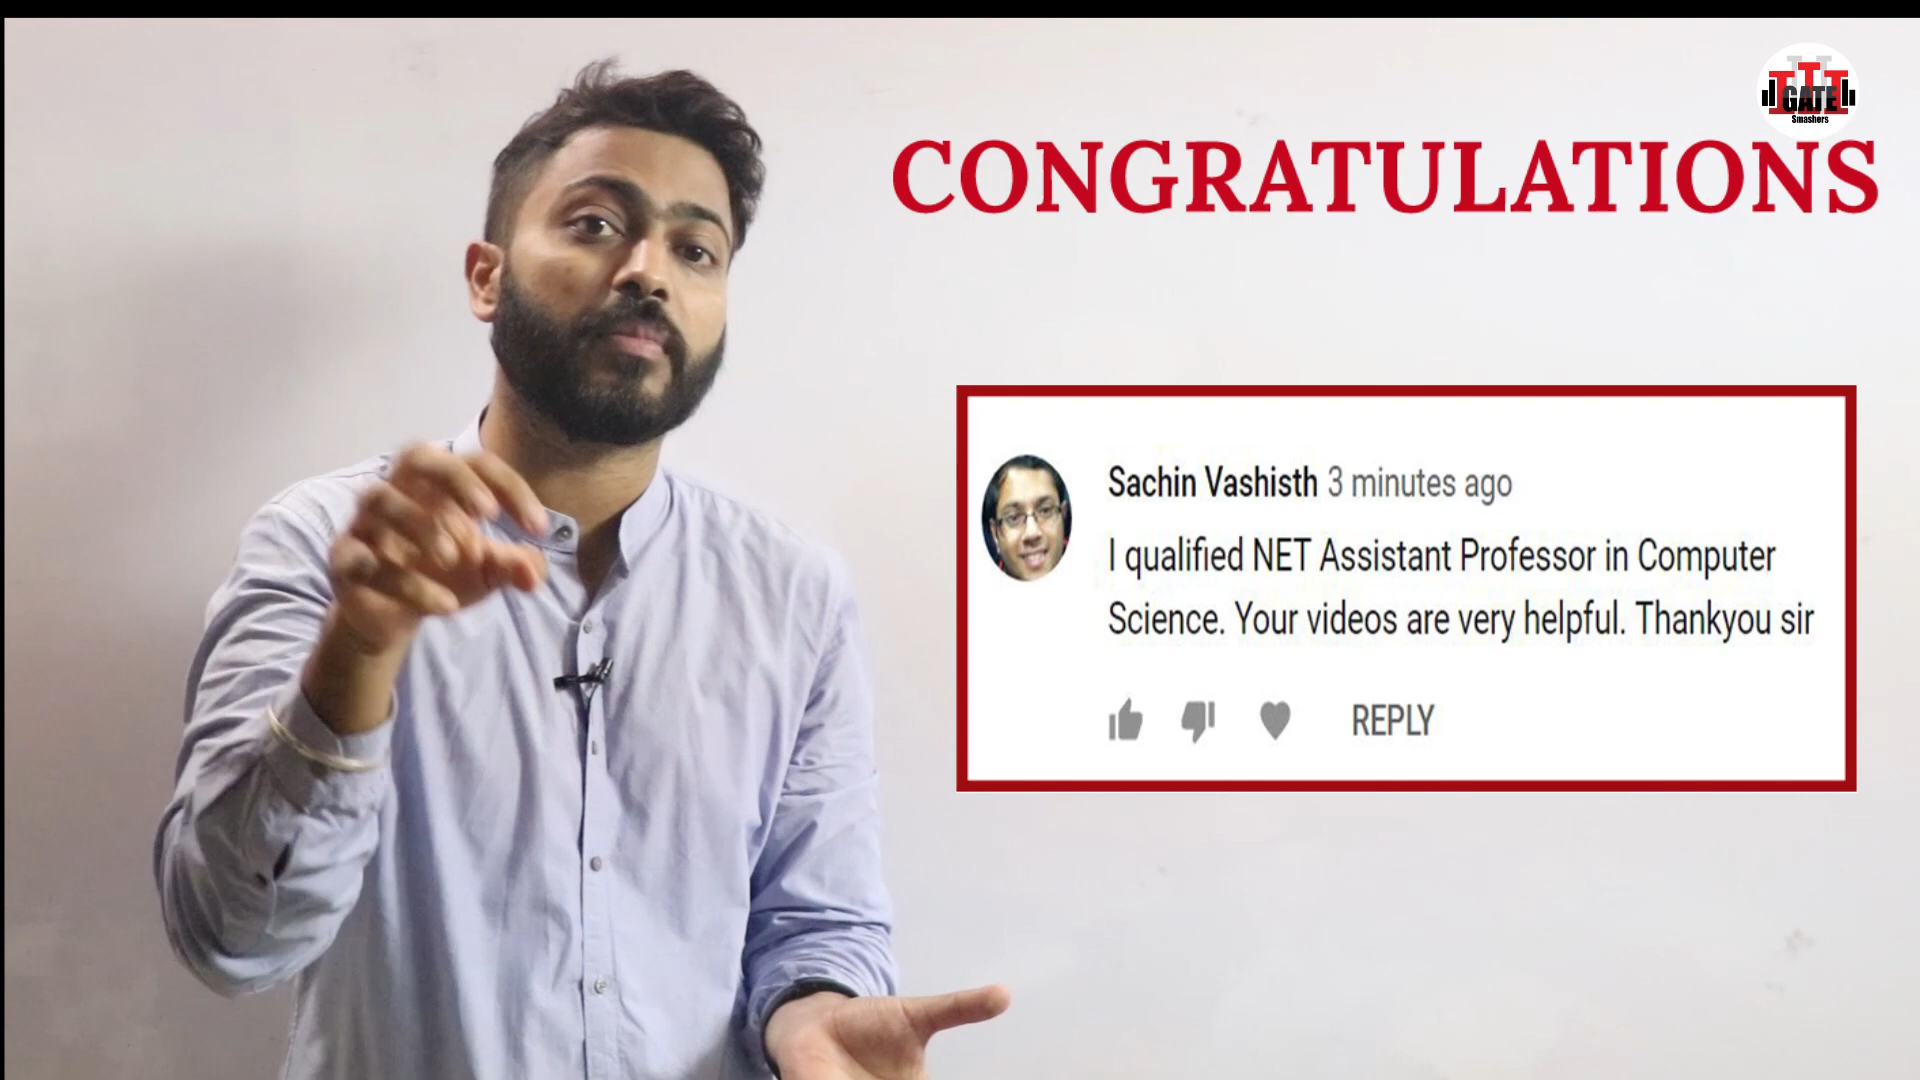 GATE
Smashers
CONGRATULATIONS
Sachin Vashisth 3 minutes ago
I qualified NET Assistant Professor in Computer
Science. Your videos are very helpful. Thankyou sir
REPLY